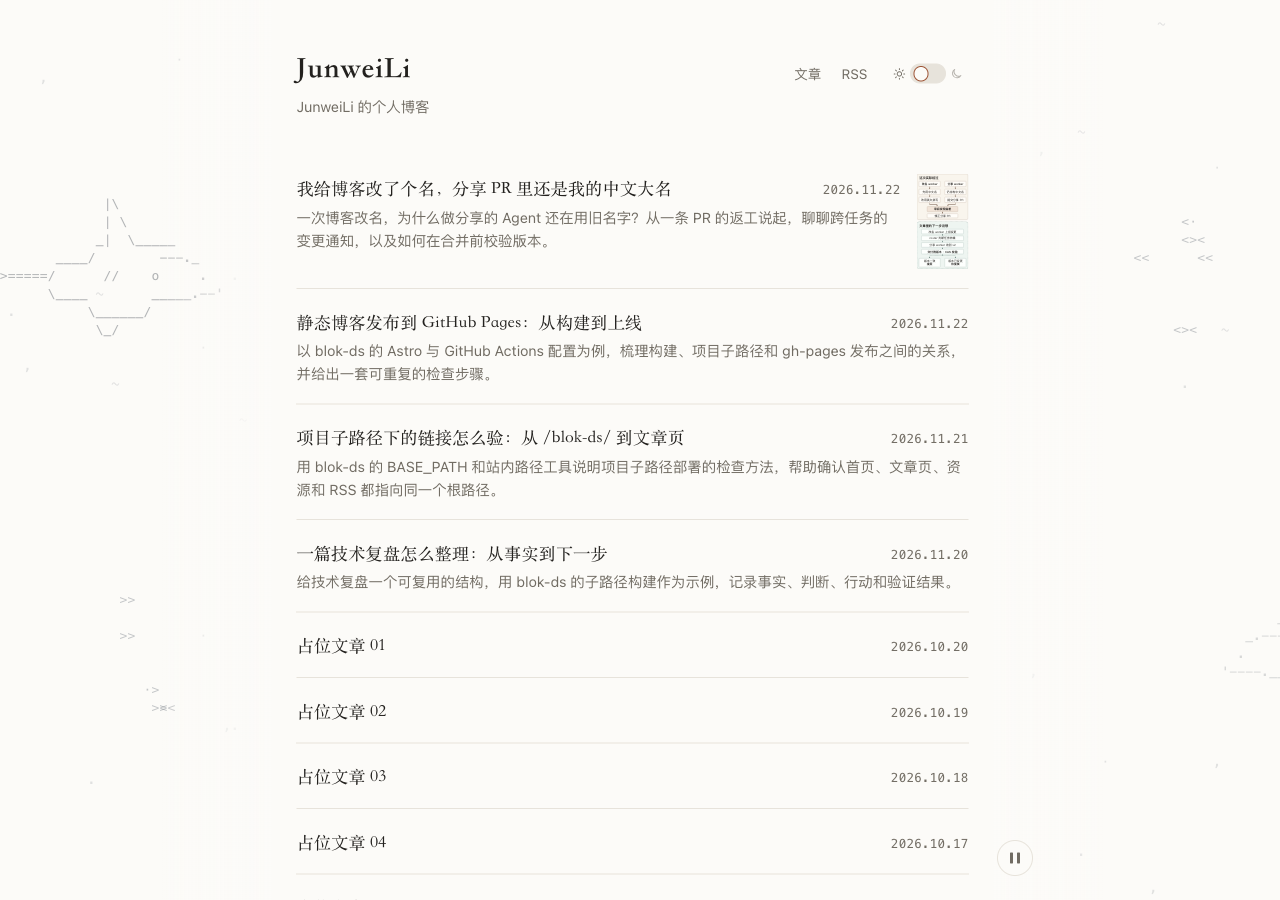 JunweiLi
文章 RSS
JunweiLi 的个人博客
我给博客改了个名，分享 PR 里还是我的中文大名 2026.11.22
一次博客改名，为什么做分享的 Agent 还在用旧名字？从一条 PR 的返工说起，聊聊跨任务的
变更通知，以及如何在合并前校验版本。
静态博客发布到 GitHub Pages：从构建到上线 2026.11.22
以 blok-ds 的 Astro 与 GitHub Actions 配置为例，梳理构建、项目子路径和 gh-pages 发布之间的关系，
并给出一套可重复的检查步骤。
项目子路径下的链接怎么验：从 /blok-ds/ 到文章页 2026.11.21
用 blok-ds 的 BASE_PATH 和站内路径工具说明项目子路径部署的检查方法，帮助确认首页、文章页、资
源和 RSS 都指向同一个根路径。
一篇技术复盘怎么整理：从事实到下一步 2026.11.20
给技术复盘一个可复用的结构，用 blok-ds 的子路径构建作为示例，记录事实、判断、行动和验证结果。
占位文章 01 2026.10.20
占位文章 02 2026.10.19
占位文章 03 2026.10.18
占位文章 04 2026.10.17